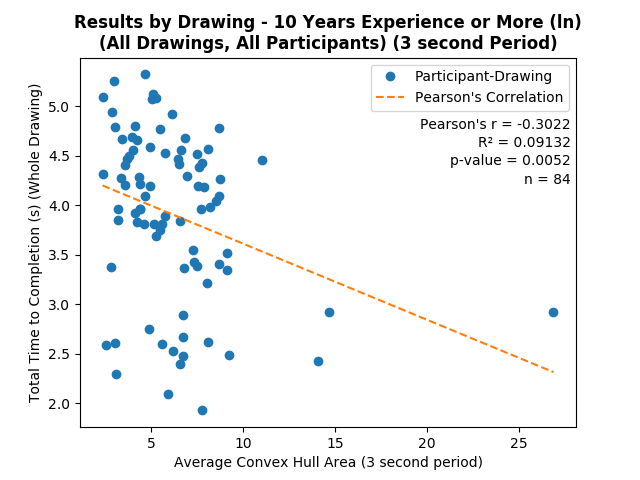 Results by Drawing - 10 Years Experience or More (ln)
(All Drawings, All Participants) (3 second Period)
Participant-Drawing
Pearson's Correlation
Pearson's r = -0.3022
R² = 0.09132
p-value = 0.0052
n = 84
Total Time to Completion (s) (Whole Drawing)
5.0
4.5
4.0
3.5
3.0
2.5
2.0
5
10
15
20
25
Average Convex Hull Area (3 second period)